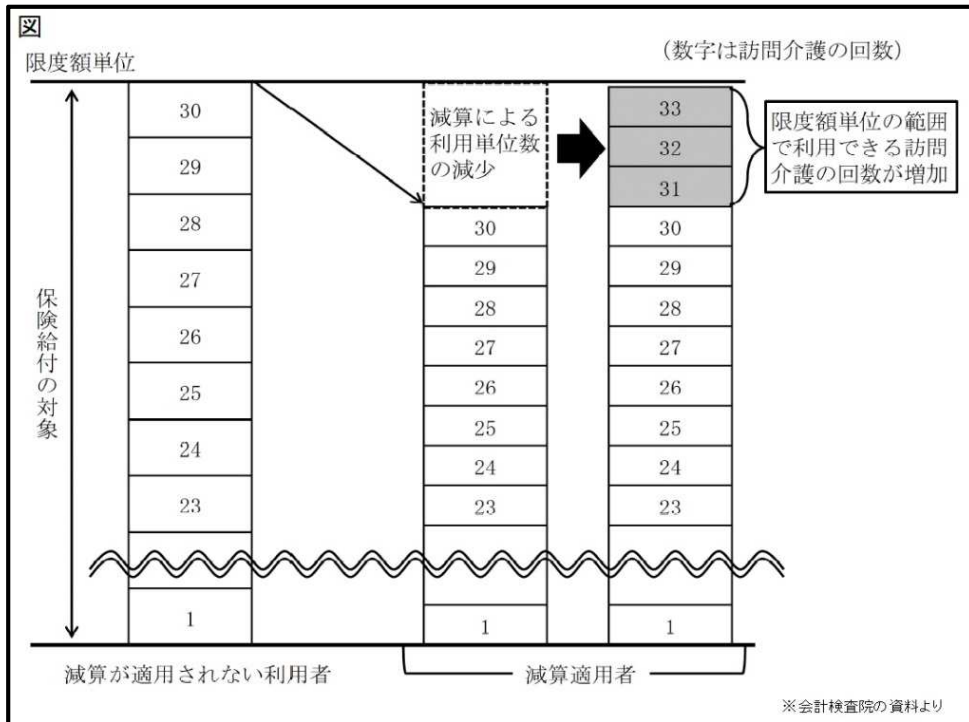 図
限度額単位
(数字は訪問介護の回数)
保険給付の対象
30
29
28
27
26
25
24
23
1
減算による
利用単位数
の減少
30
29
28
27
26
25
24
23
1
33
32
31
30
29
28
27
26
25
24
23
1
限度額単位の範囲
で利用できる訪問
介護の回数が増加
減算が適用されない利用者
減算適用者
※会計検査院の資料より